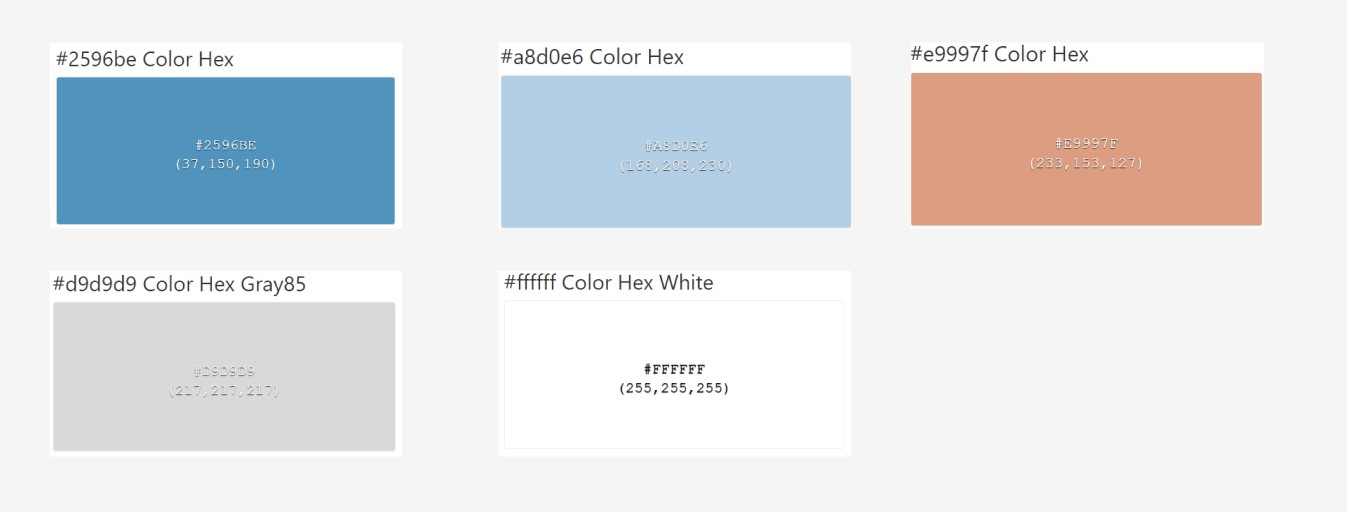 #2596be Color Hex
#2596BE
(37,150,190)
#a8d0e6 Color Hex
#A8D0E6
(168,208,230)
#e9997f Color Hex
#E9997F
(233,153,127)
#d9d9d9 Color Hex Gray85
#D9D9D9
(217,217,217)
#ffffff Color Hex White
#FFFFFF
(255,255,255)